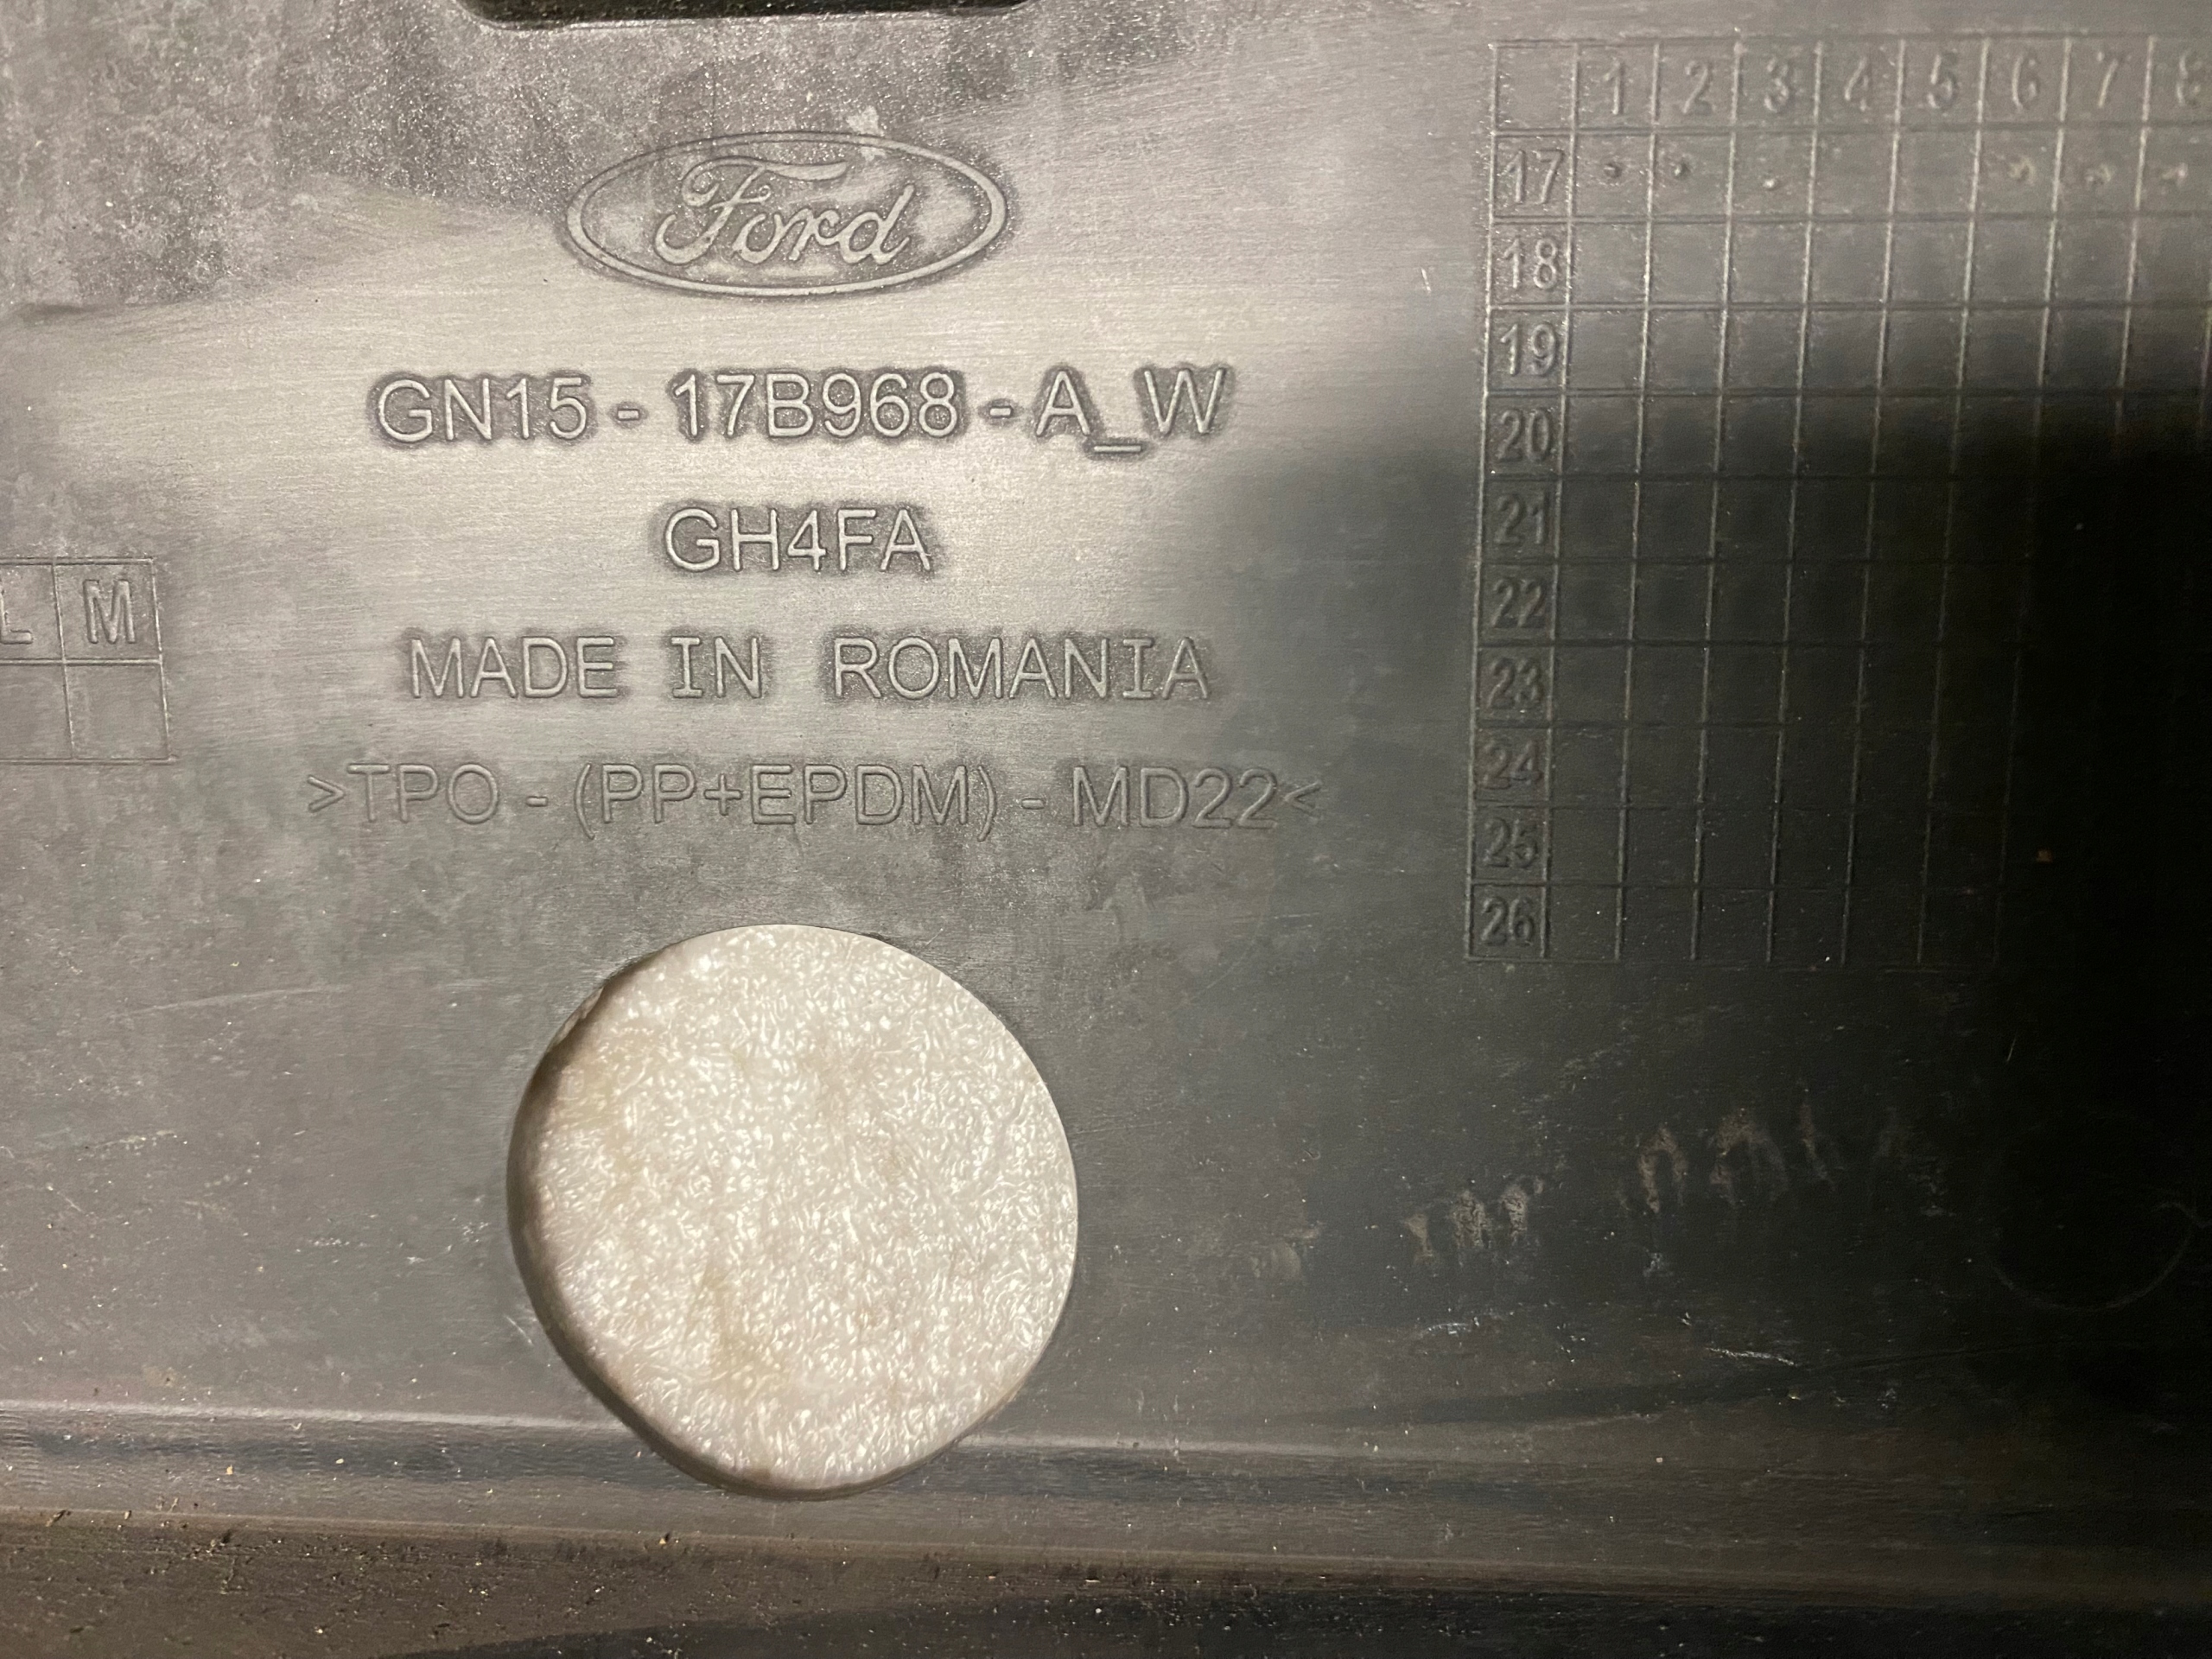 Ford
GN15 - 17B968 - A_W
GH4FA
MADE IN ROMANIA
>TPO - (PP+EPDM) - MD22<
L M
1 2 3 4 5 6 7 8
17
18
19
20
21
22
23
24
25
26